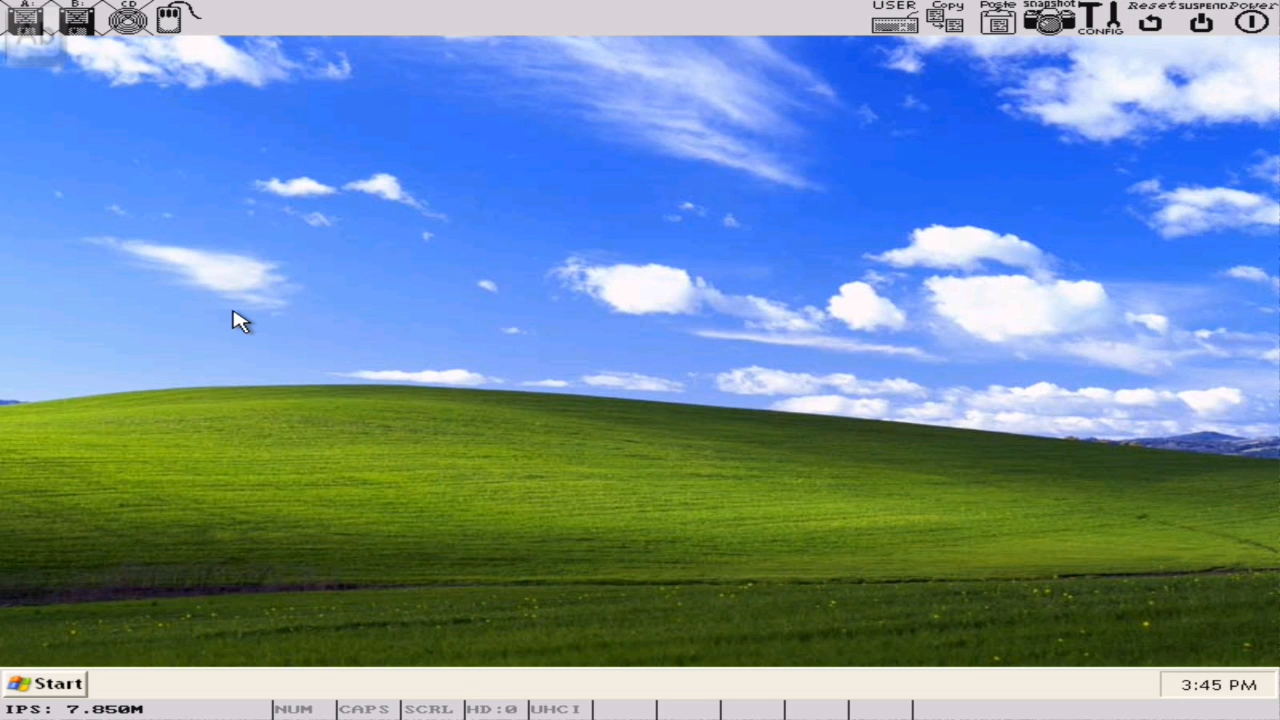 A: B: CD USER Copy Paste snapshot CONFIG Reset SUSPEND Power
Start 3:45 PM
IPS: 7.850M NUM CAPS SCRL HD:0 UHCI